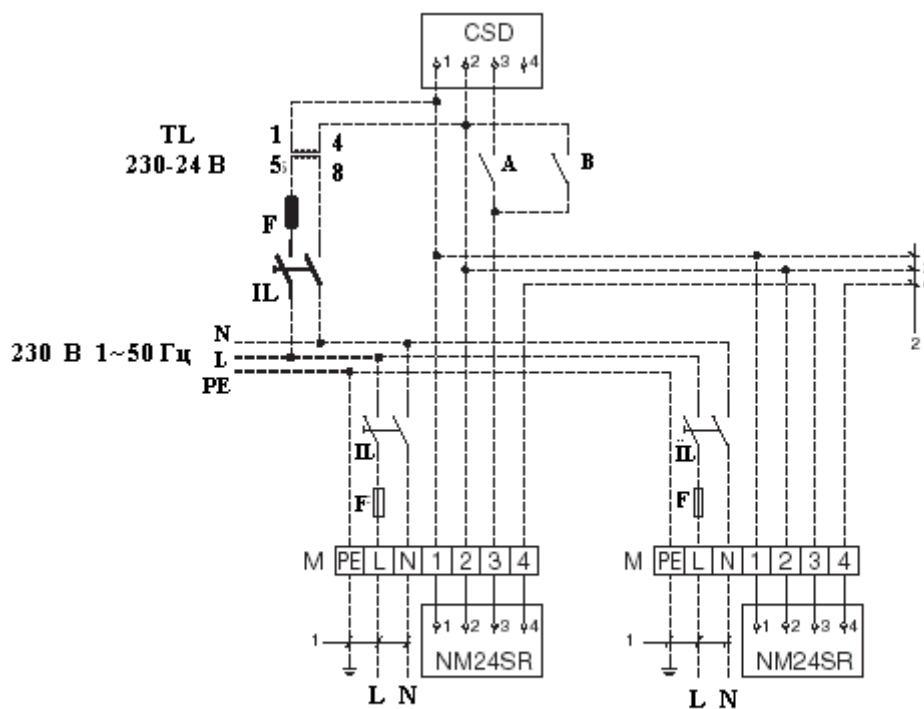 CSD
1 2 3 4
TL 1 4
230-24 В 5 8
A B
F
IL
N
230 В 1~50 Гц L
PE
2
IL IL
F F
M PE L N 1 2 3 4 M PE L N 1 2 3 4
1 1 2 3 4 1 1 2 3 4
NM24SR NM24SR
L N L N